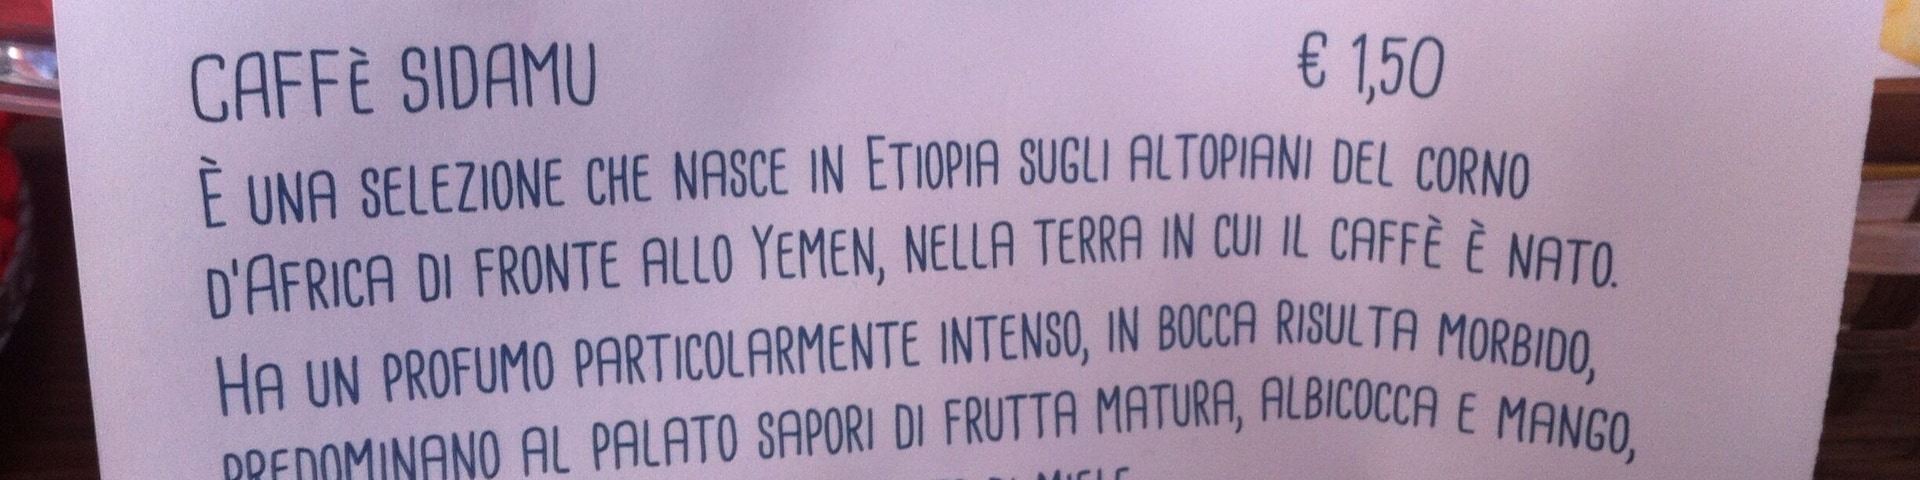 CAFFÈ SIDAMU € 1,50
È UNA SELEZIONE CHE NASCE IN ETIOPIA SUGLI ALTOPIANI DEL CORNO
D'AFRICA DI FRONTE ALLO YEMEN, NELLA TERRA IN CUI IL CAFFÈ È NATO.
HA UN PROFUMO PARTICOLARMENTE INTENSO, IN BOCCA RISULTA MORBIDO,
PREDOMINANO AL PALATO SAPORI DI FRUTTA MATURA, ALBICOCCA E MANGO,
DI MIELE